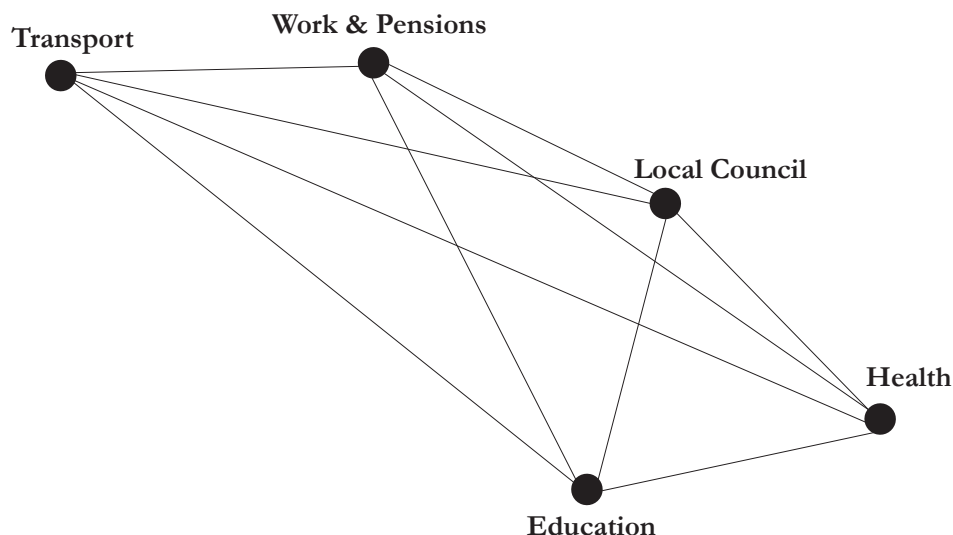 Work & Pensions
Transport
Local Council
Health
Education